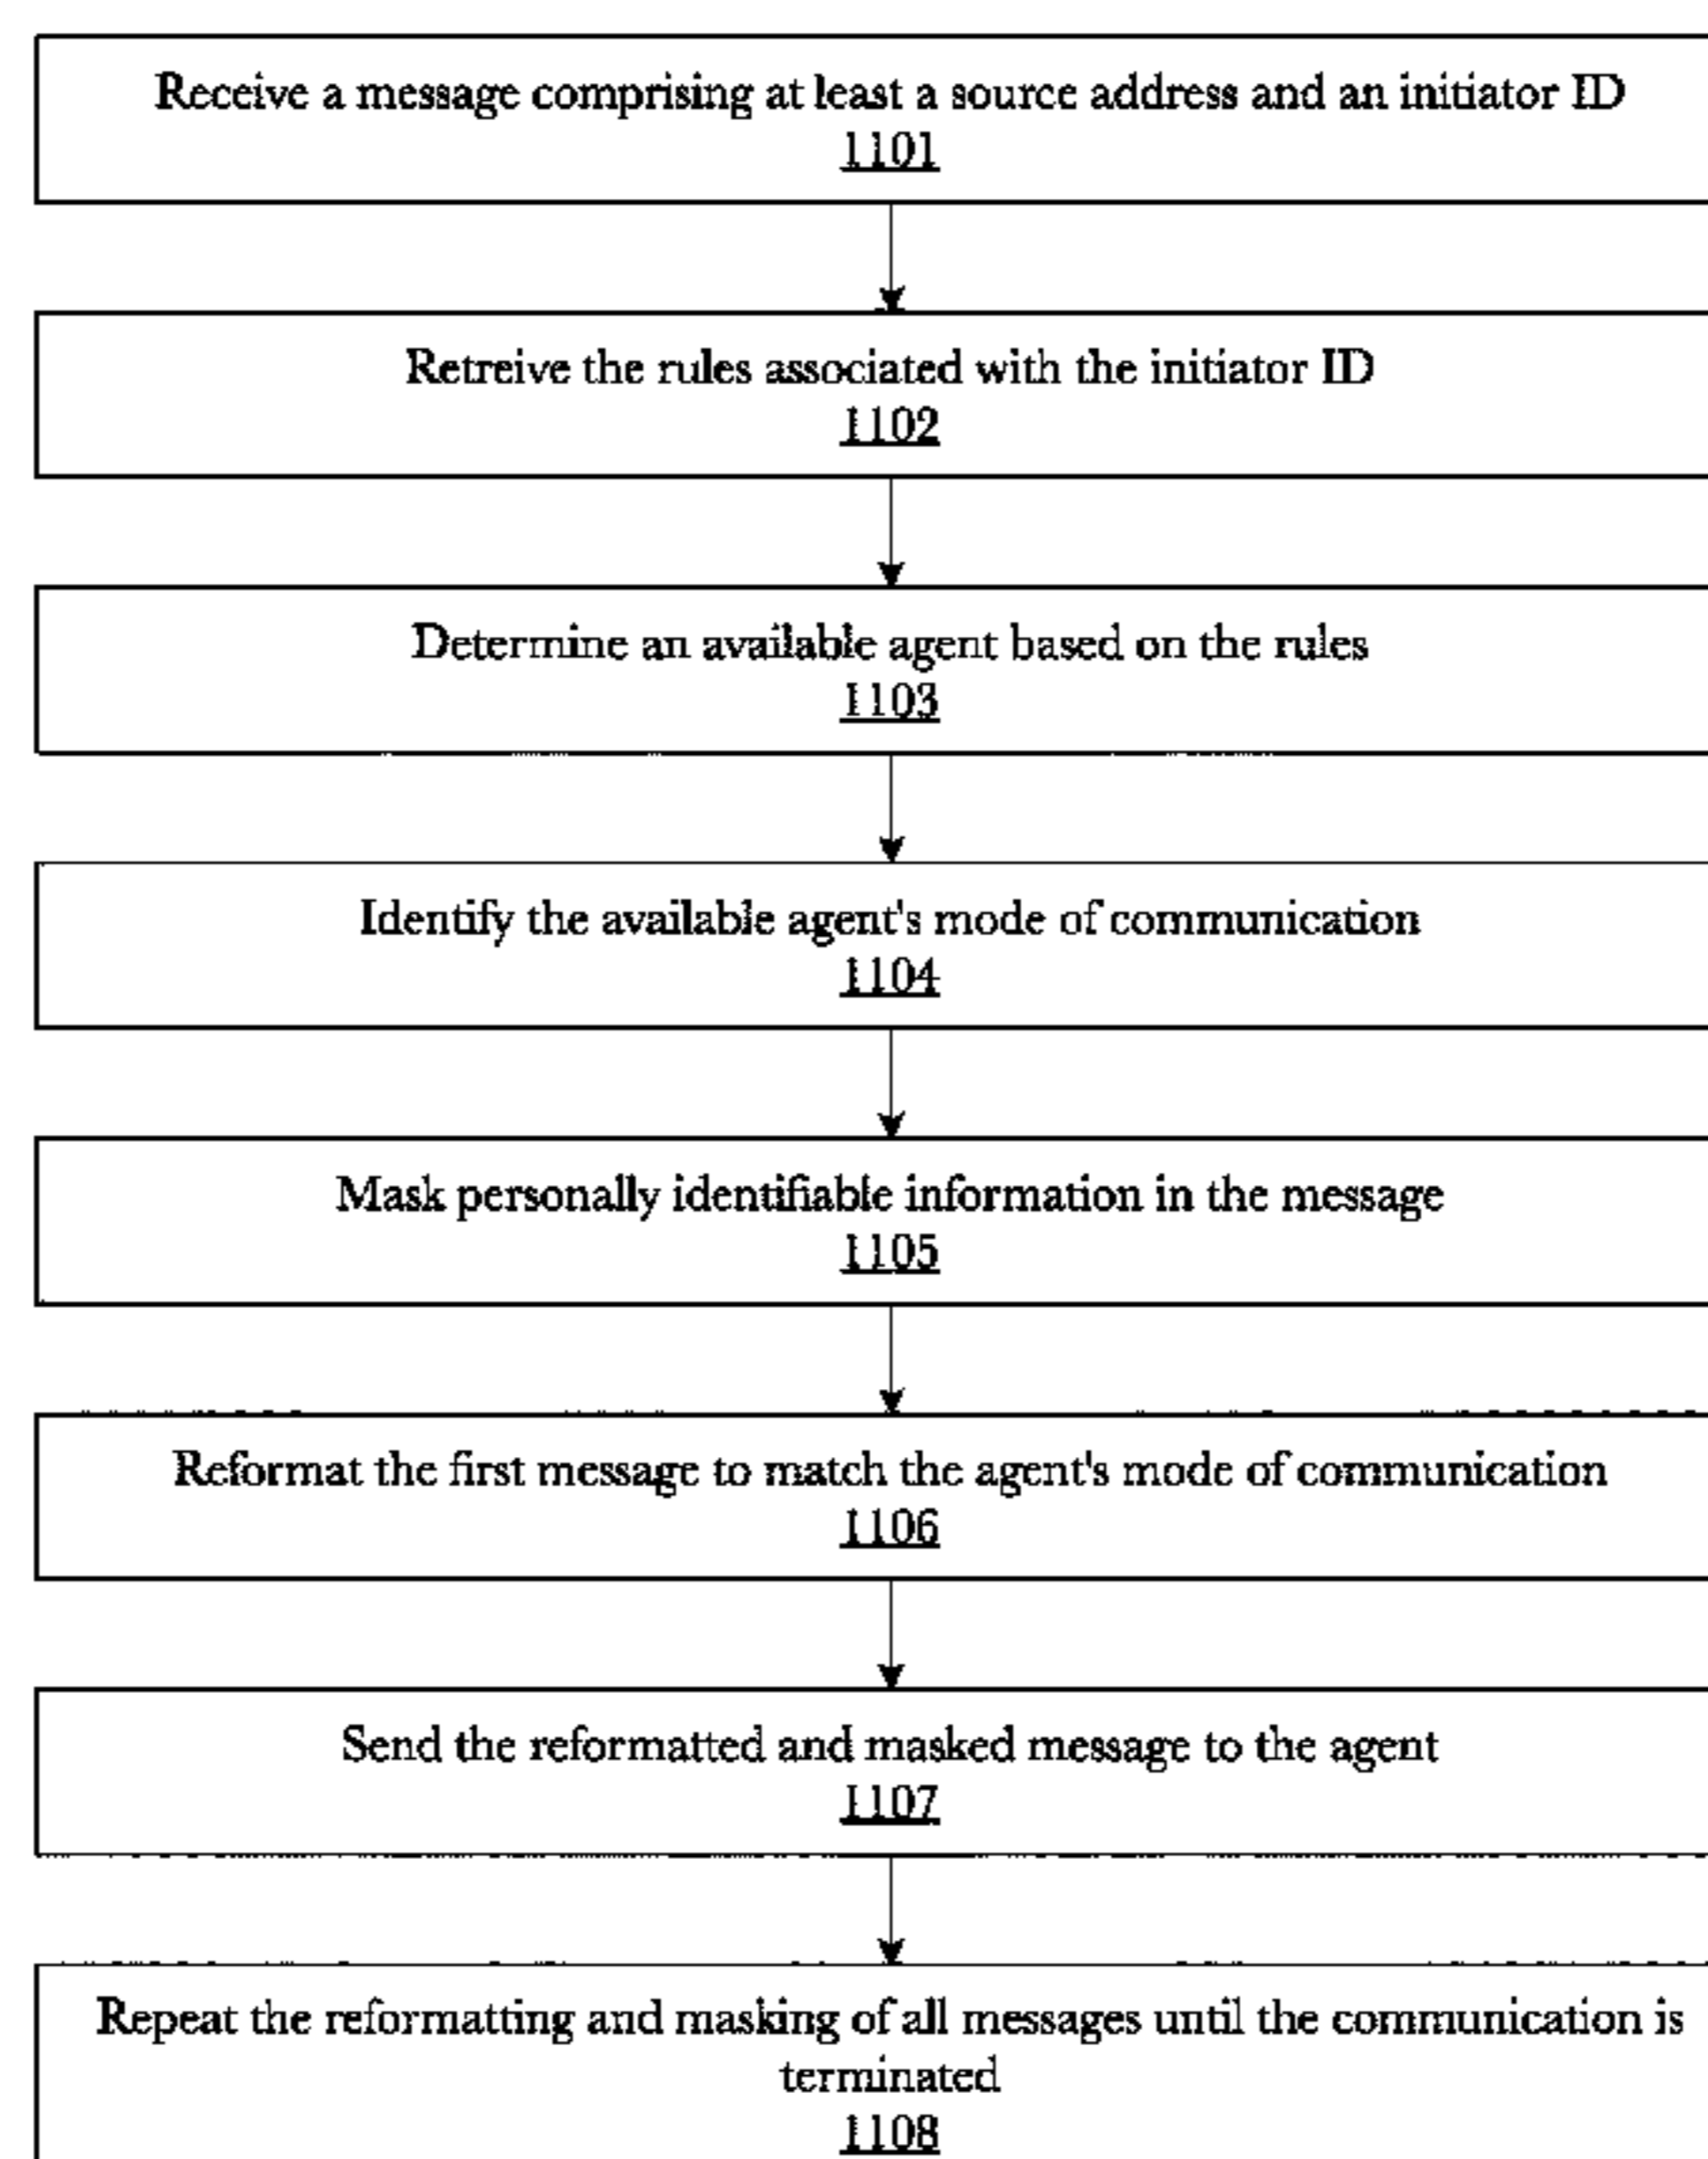 Receive a message comprising at least a source address and an initiator ID
1101
Retreive the rules associated with the initiator ID
1102
Determine an available agent based on the rules
1103
Identify the available agent's mode of communication
1104
Mask personally identifiable information in the message
1105
Reformat the first message to match the agent's mode of communication
1106
Send the reformatted and masked message to the agent
1107
Repeat the reformatting and masking of all messages until the communication is
terminated
1108